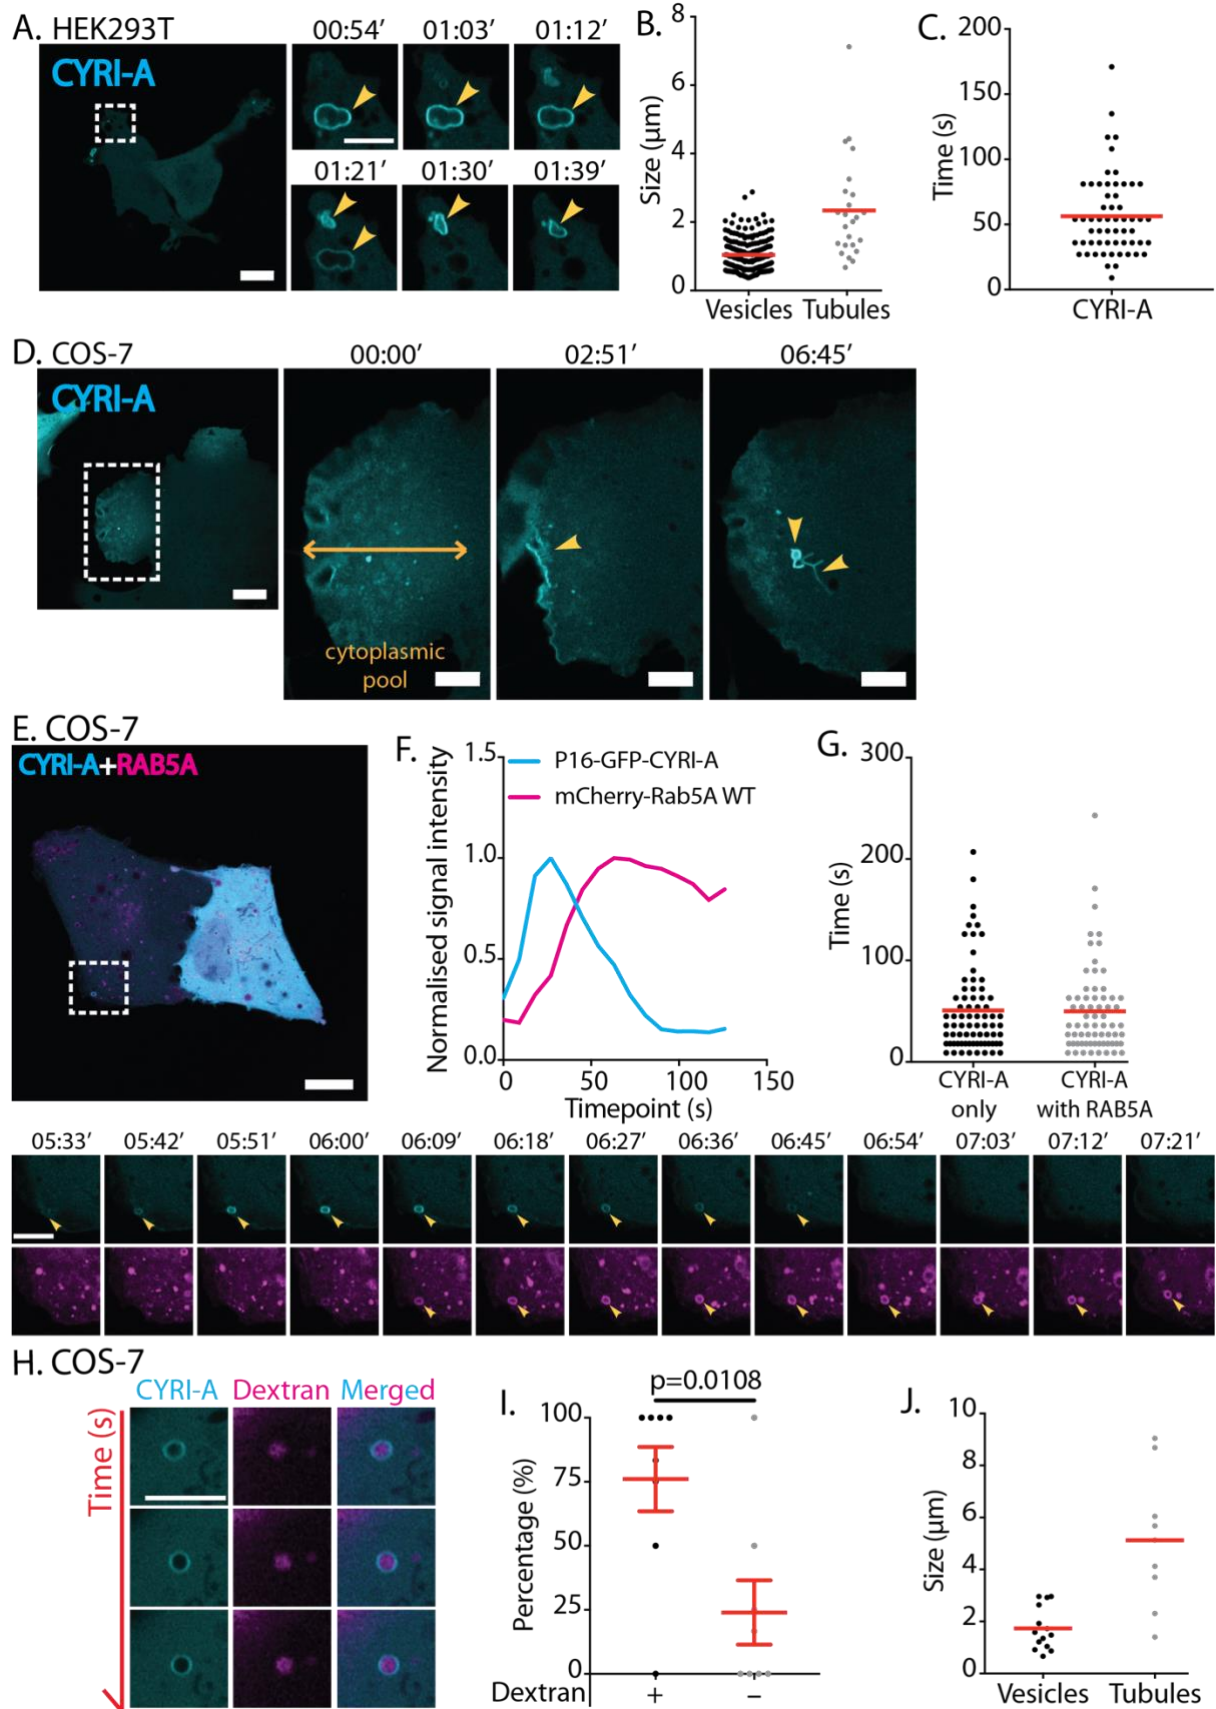 A. HEK293T
CYRI-A
00:54′ 01:03′ 01:12′
01:21′ 01:30′ 01:39′
B.
Size (μm)
8
6
4
2
0
Vesicles Tubules
C.
Time (s)
200
150
100
50
0
CYRI-A
D. COS-7
CYRI-A
00:00′ 02:51′ 06:45′
cytoplasmic
pool
E. COS-7
CYRI-A+RAB5A
F.
Normalised signal intensity
1.5
1.0
0.5
0.0
P16-GFP-CYRI-A
mCherry-Rab5A WT
0 50 100 150
Timepoint (s)
G.
Time (s)
300
200
100
0
CYRI-A CYRI-A
only with RAB5A
05:33′ 05:42′ 05:51′ 06:00′ 06:09′ 06:18′ 06:27′ 06:36′ 06:45′ 06:54′ 07:03′ 07:12′ 07:21′
H. COS-7
CYRI-A Dextran Merged
Time (s)
I.
p=0.0108
Percentage (%)
100
75
50
25
0
Dextran + −
J.
Size (μm)
10
8
6
4
2
0
Vesicles Tubules